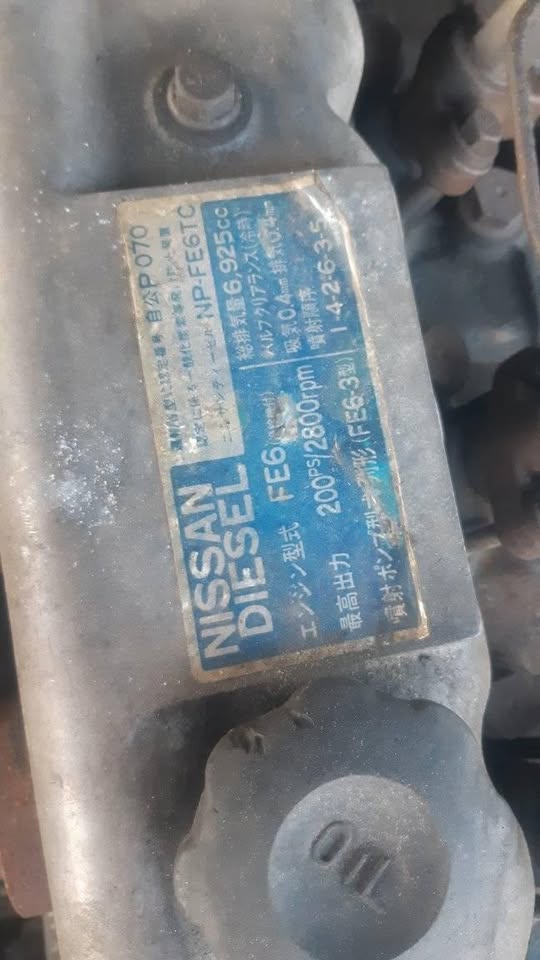 自公P070
NP-FE6TC
NISSAN
DIESEL
エンジン型式 FE6
総排気量 6,925cc
最高出力 200PS/2800rpm
バルブクリアランス(冷時)
吸気0.4mm 排気0.4mm
噴射ポンプ型 (FE6-3型)
噴射順序 1-4-2-6-3-5
OIL